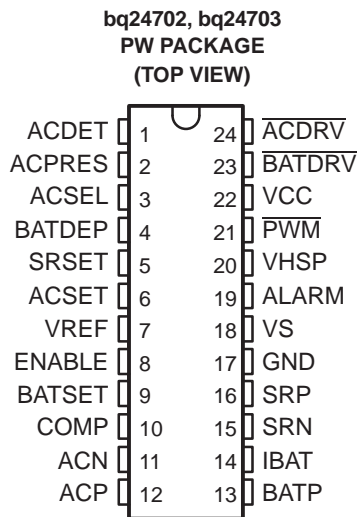 bq24702, bq24703
PW PACKAGE
(TOP VIEW)
ACDET 1 24 ACDRV
ACPRES 2 23 BATDRV
ACSEL 3 22 VCC
BATDEP 4 21 PWM
SRSET 5 20 VHSP
ACSET 6 19 ALARM
VREF 7 18 VS
ENABLE 8 17 GND
BATSET 9 16 SRP
COMP 10 15 SRN
ACN 11 14 IBAT
ACP 12 13 BATP